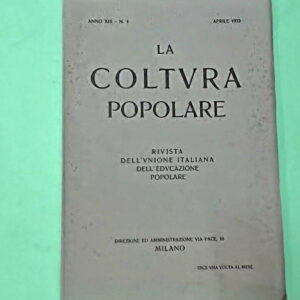 ANNO XIII - N. 4 APRILE 1923
LA
COLTVRA
POPOLARE
RIVISTA
DELL'VNIONE ITALIANA
DELL'EDVCAZIONE
POPOLARE
DIREZIONE ED AMMINISTRAZIONE VIA PACE, 10
MILANO
ESCE VNA VOLTA AL MESE